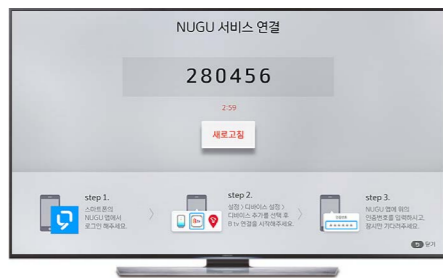 NUGU 서비스 연결
280456
2:59
새로고침
step 1.
스마트폰의
NUGU 앱에서
로그인 해주세요.
step 2.
설정 > 디바이스 설정 >
디바이스 추가를 선택 후
B tv 연결을 시작해주세요.
step 3.
NUGU 앱에 위의
인증번호를 입력하시고,
잠시만 기다려주세요.
닫기